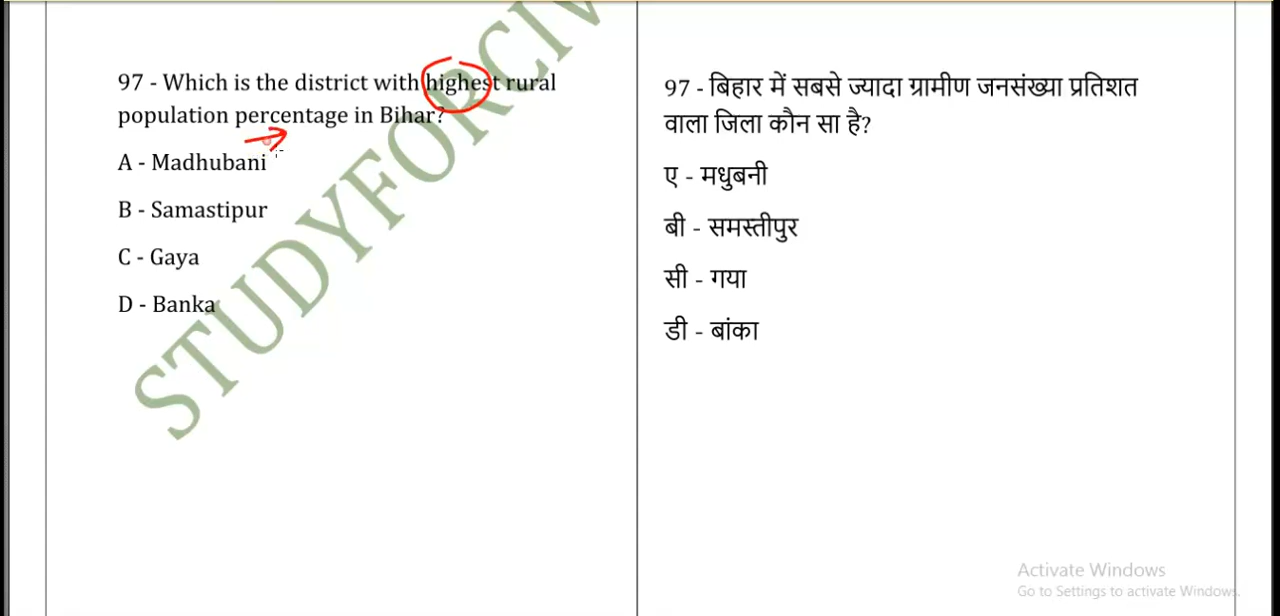 97 - Which is the district with highest rural
population percentage in Bihar?
A - Madhubani
B - Samastipur
C - Gaya
D - Banka
STUDYFORCIV
97 - बिहार में सबसे ज्यादा ग्रामीण जनसंख्या प्रतिशत
वाला जिला कौन सा है?
ए - मधुबनी
बी - समस्तीपुर
सी - गया
डी - बांका
Activate Windows
Go to Settings to activate Windows.